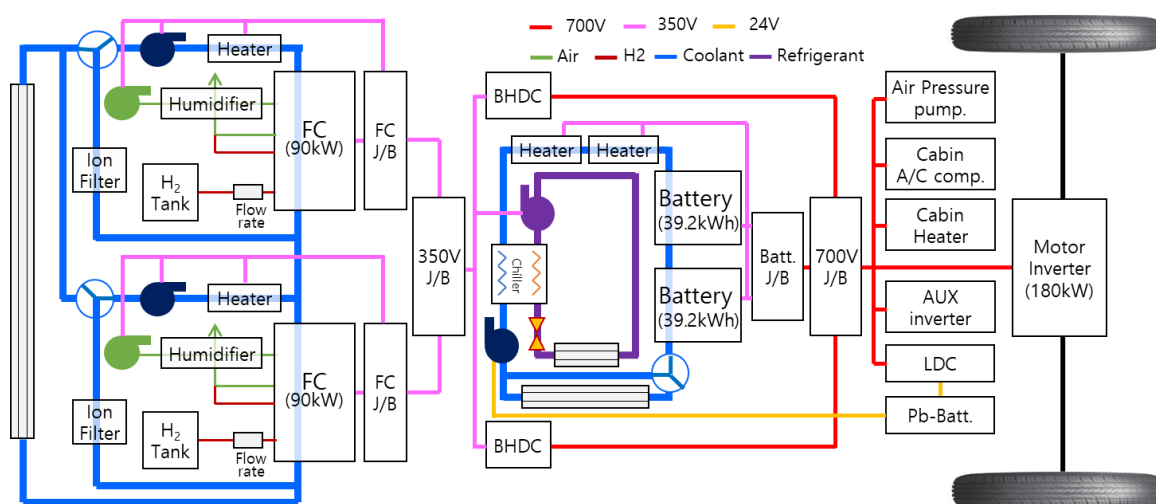 700V
350V
24V
Air
H2
Coolant
Refrigerant
Heater
Humidifier
FC
(90kW)
FC
J/B
Ion
Filter
H2
Tank
Flow
rate
Heater
Humidifier
FC
(90kW)
FC
J/B
Ion
Filter
H2
Tank
Flow
rate
350V
J/B
BHDC
Heater
Heater
Chiller
Battery
(39.2kWh)
Battery
(39.2kWh)
Batt.
J/B
700V
J/B
BHDC
Air Pressure
pump.
Cabin
A/C comp.
Cabin
Heater
AUX
inverter
LDC
Pb-Batt.
Motor
Inverter
(180kW)